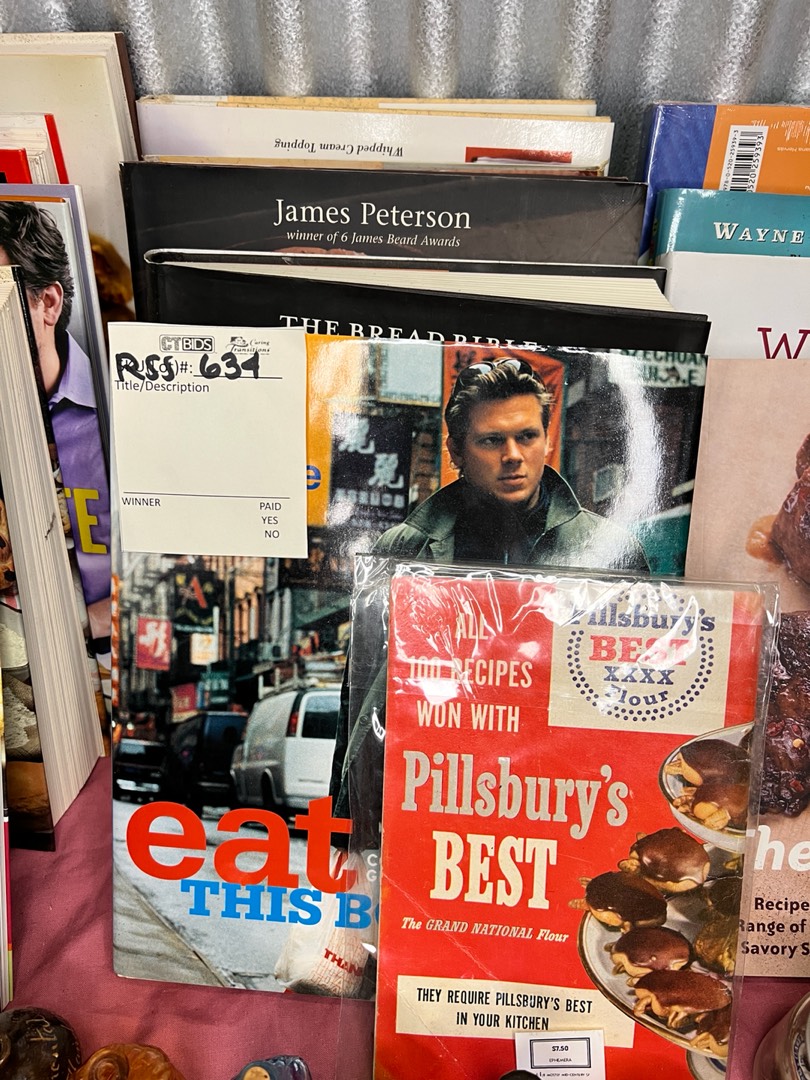 Whipped Cream Topping
James Peterson
winner of 6 James Beard Awards
THE BREAD BIBLE
WAYNE
W
CTBIDS
Caring Transitions
#: 634
Title/Description
WINNER PAID
YES
NO
e
E
eat
THIS B
ALL
100 RECIPES
WON WITH
Pillsbury's
BEST
XXXX
Flour
Pillsbury's
BEST
The GRAND NATIONAL Flour
THEY REQUIRE PILLSBURY'S BEST
IN YOUR KITCHEN
$7.50
EPHEMERA
The
Recipe
Range of
Savory S
THAN